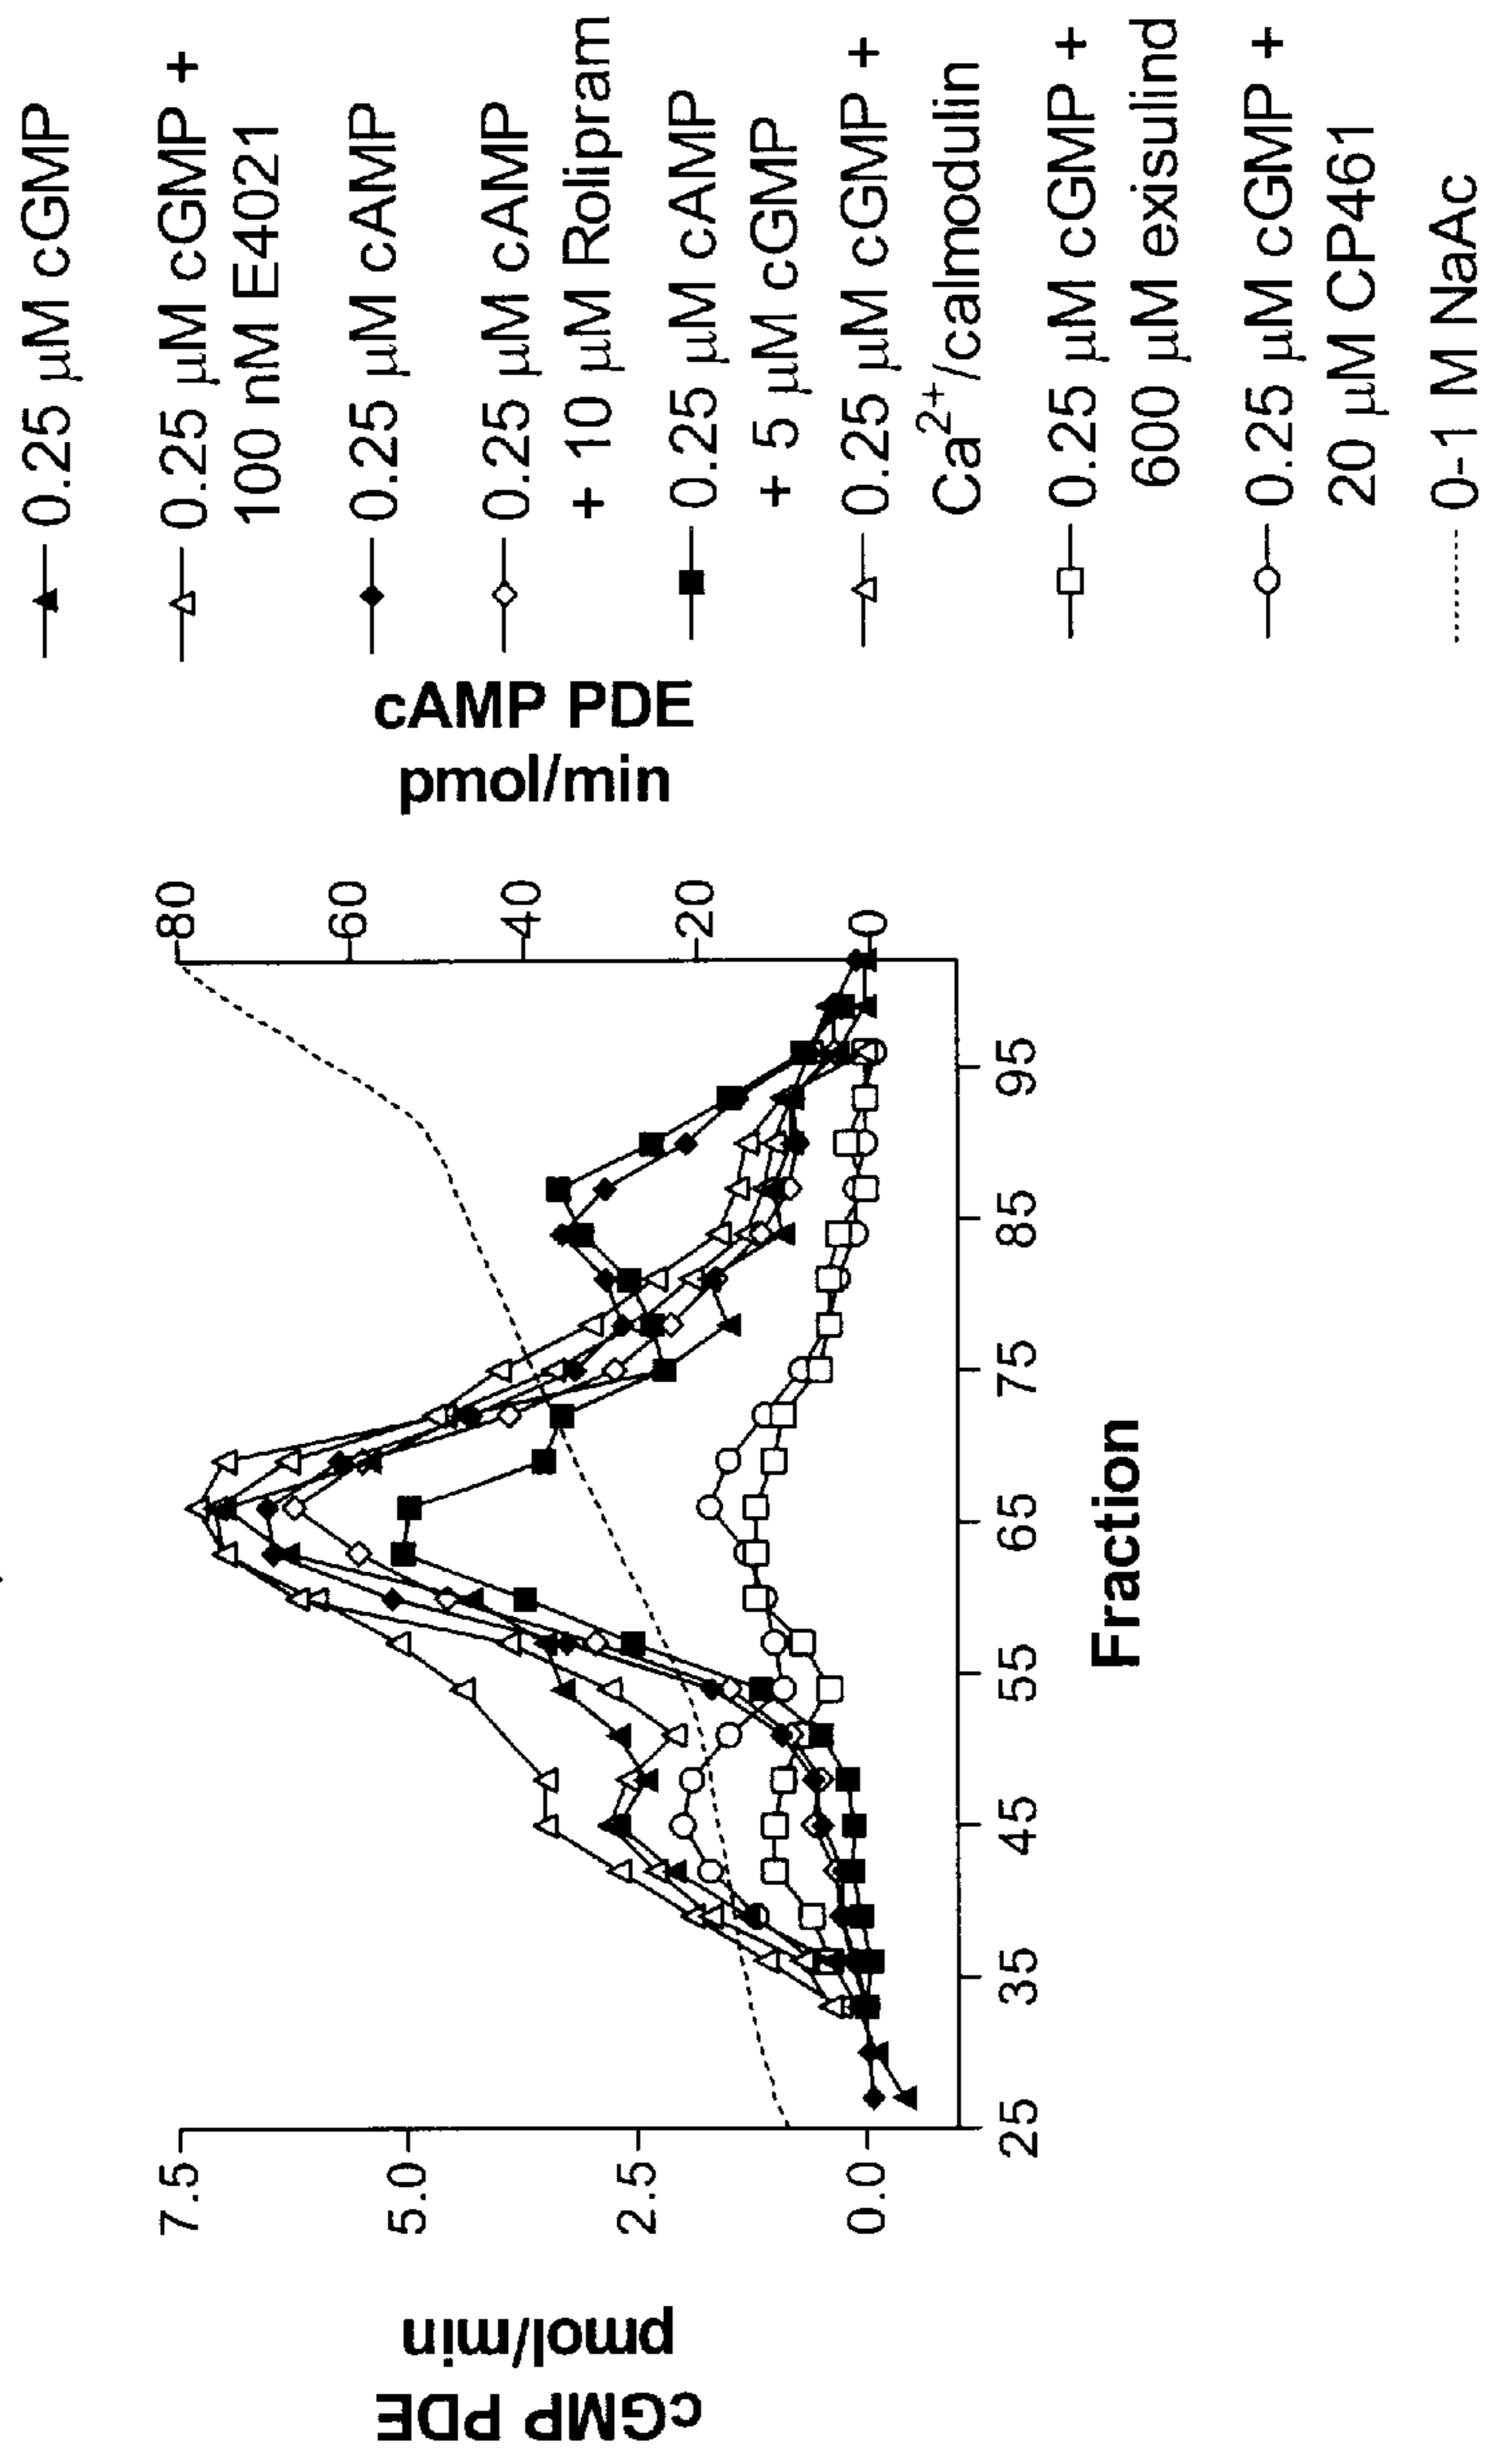 cGMP PDE
pmol/min
7.5
5.0
2.5
0.0
25
35
45
55
65
75
85
95
Fraction
80
60
40
20
0
cAMP PDE
pmol/min
0.25 μM cGMP
0.25 μM cGMP +
100 nM E4021
0.25 μM cAMP
0.25 μM cAMP
+ 10 μM Rolipram
0.25 μM cAMP
+ 5 μM cGMP
0.25 μM cGMP +
Ca²⁺/calmodulin
0.25 μM cGMP +
600 μM exisulind
0.25 μM cGMP +
20 μM CP461
0-1 M NaAc